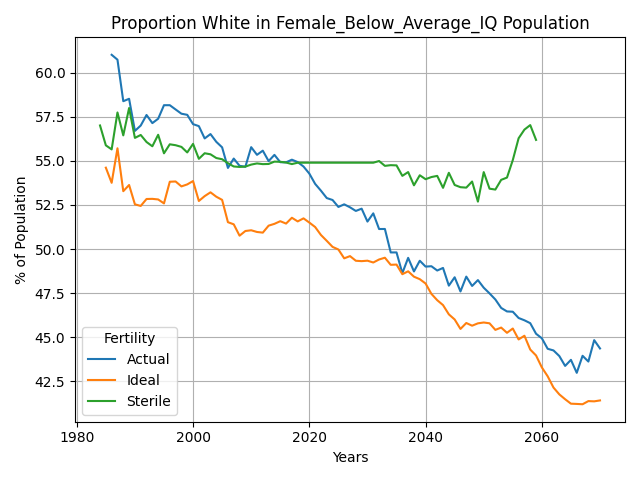 Proportion White in Female_Below_Average_IQ Population
% of Population
60.0
57.5
55.0
52.5
50.0
47.5
45.0
42.5
Fertility
Actual
Ideal
Sterile
1980
2000
2020
2040
2060
Years